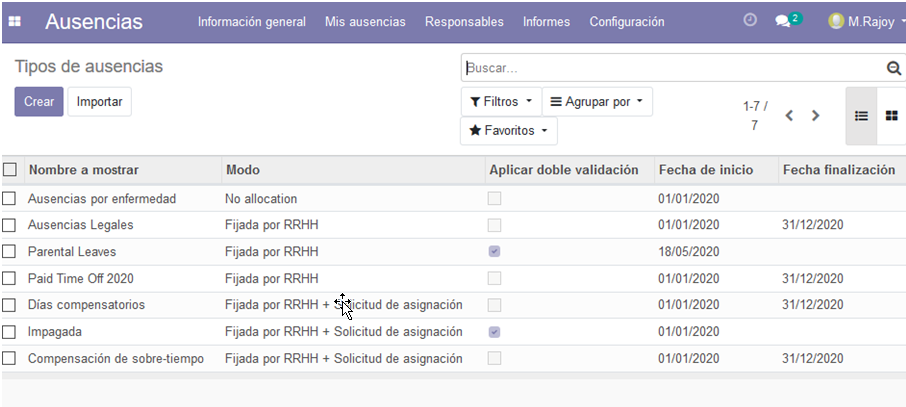 Ausencias Información general Mis ausencias Responsables Informes Configuración 2 M.Rajoy
Tipos de ausencias Buscar...
Crear Importar Filtros Agrupar por 1-7 /
7
Favoritos
Nombre a mostrar Modo Aplicar doble validación Fecha de inicio Fecha finalización
Ausencias por enfermedad No allocation 01/01/2020
Ausencias Legales Fijada por RRHH 01/01/2020 31/12/2020
Parental Leaves Fijada por RRHH 18/05/2020
Paid Time Off 2020 Fijada por RRHH 01/01/2020 31/12/2020
Días compensatorios Fijada por RRHH + Solicitud de asignación 01/01/2020 31/12/2020
Impagada Fijada por RRHH + Solicitud de asignación 01/01/2020
Compensación de sobre-tiempo Fijada por RRHH + Solicitud de asignación 01/01/2020 31/12/2020